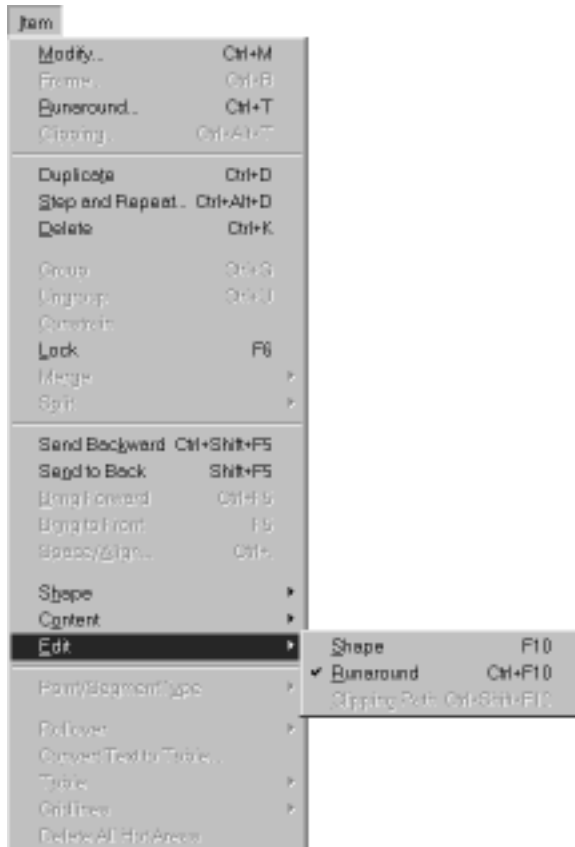 Item
Modify... Ctrl+M
Frame... Ctrl+B
Runaround... Ctrl+T
Clipping... Ctrl+Alt+T
Duplicate Ctrl+D
Step and Repeat... Ctrl+Alt+D
Delete Ctrl+K
Group Ctrl+G
Ungroup Ctrl+U
Constrain
Lock F6
Merge
Split
Send Backward Ctrl+Shift+F5
Send to Back Shift+F5
Bring Forward Ctrl+F5
Bring to Front F5
Space/Align... Ctrl+,
Shape
Content
Edit
Shape F10
Runaround Ctrl+F10
Clipping Path Ctrl+Shift+F10
Point/Segment Type
Rollover
Convert Text to Table...
Table
Gridlines
Delete All Hot Areas